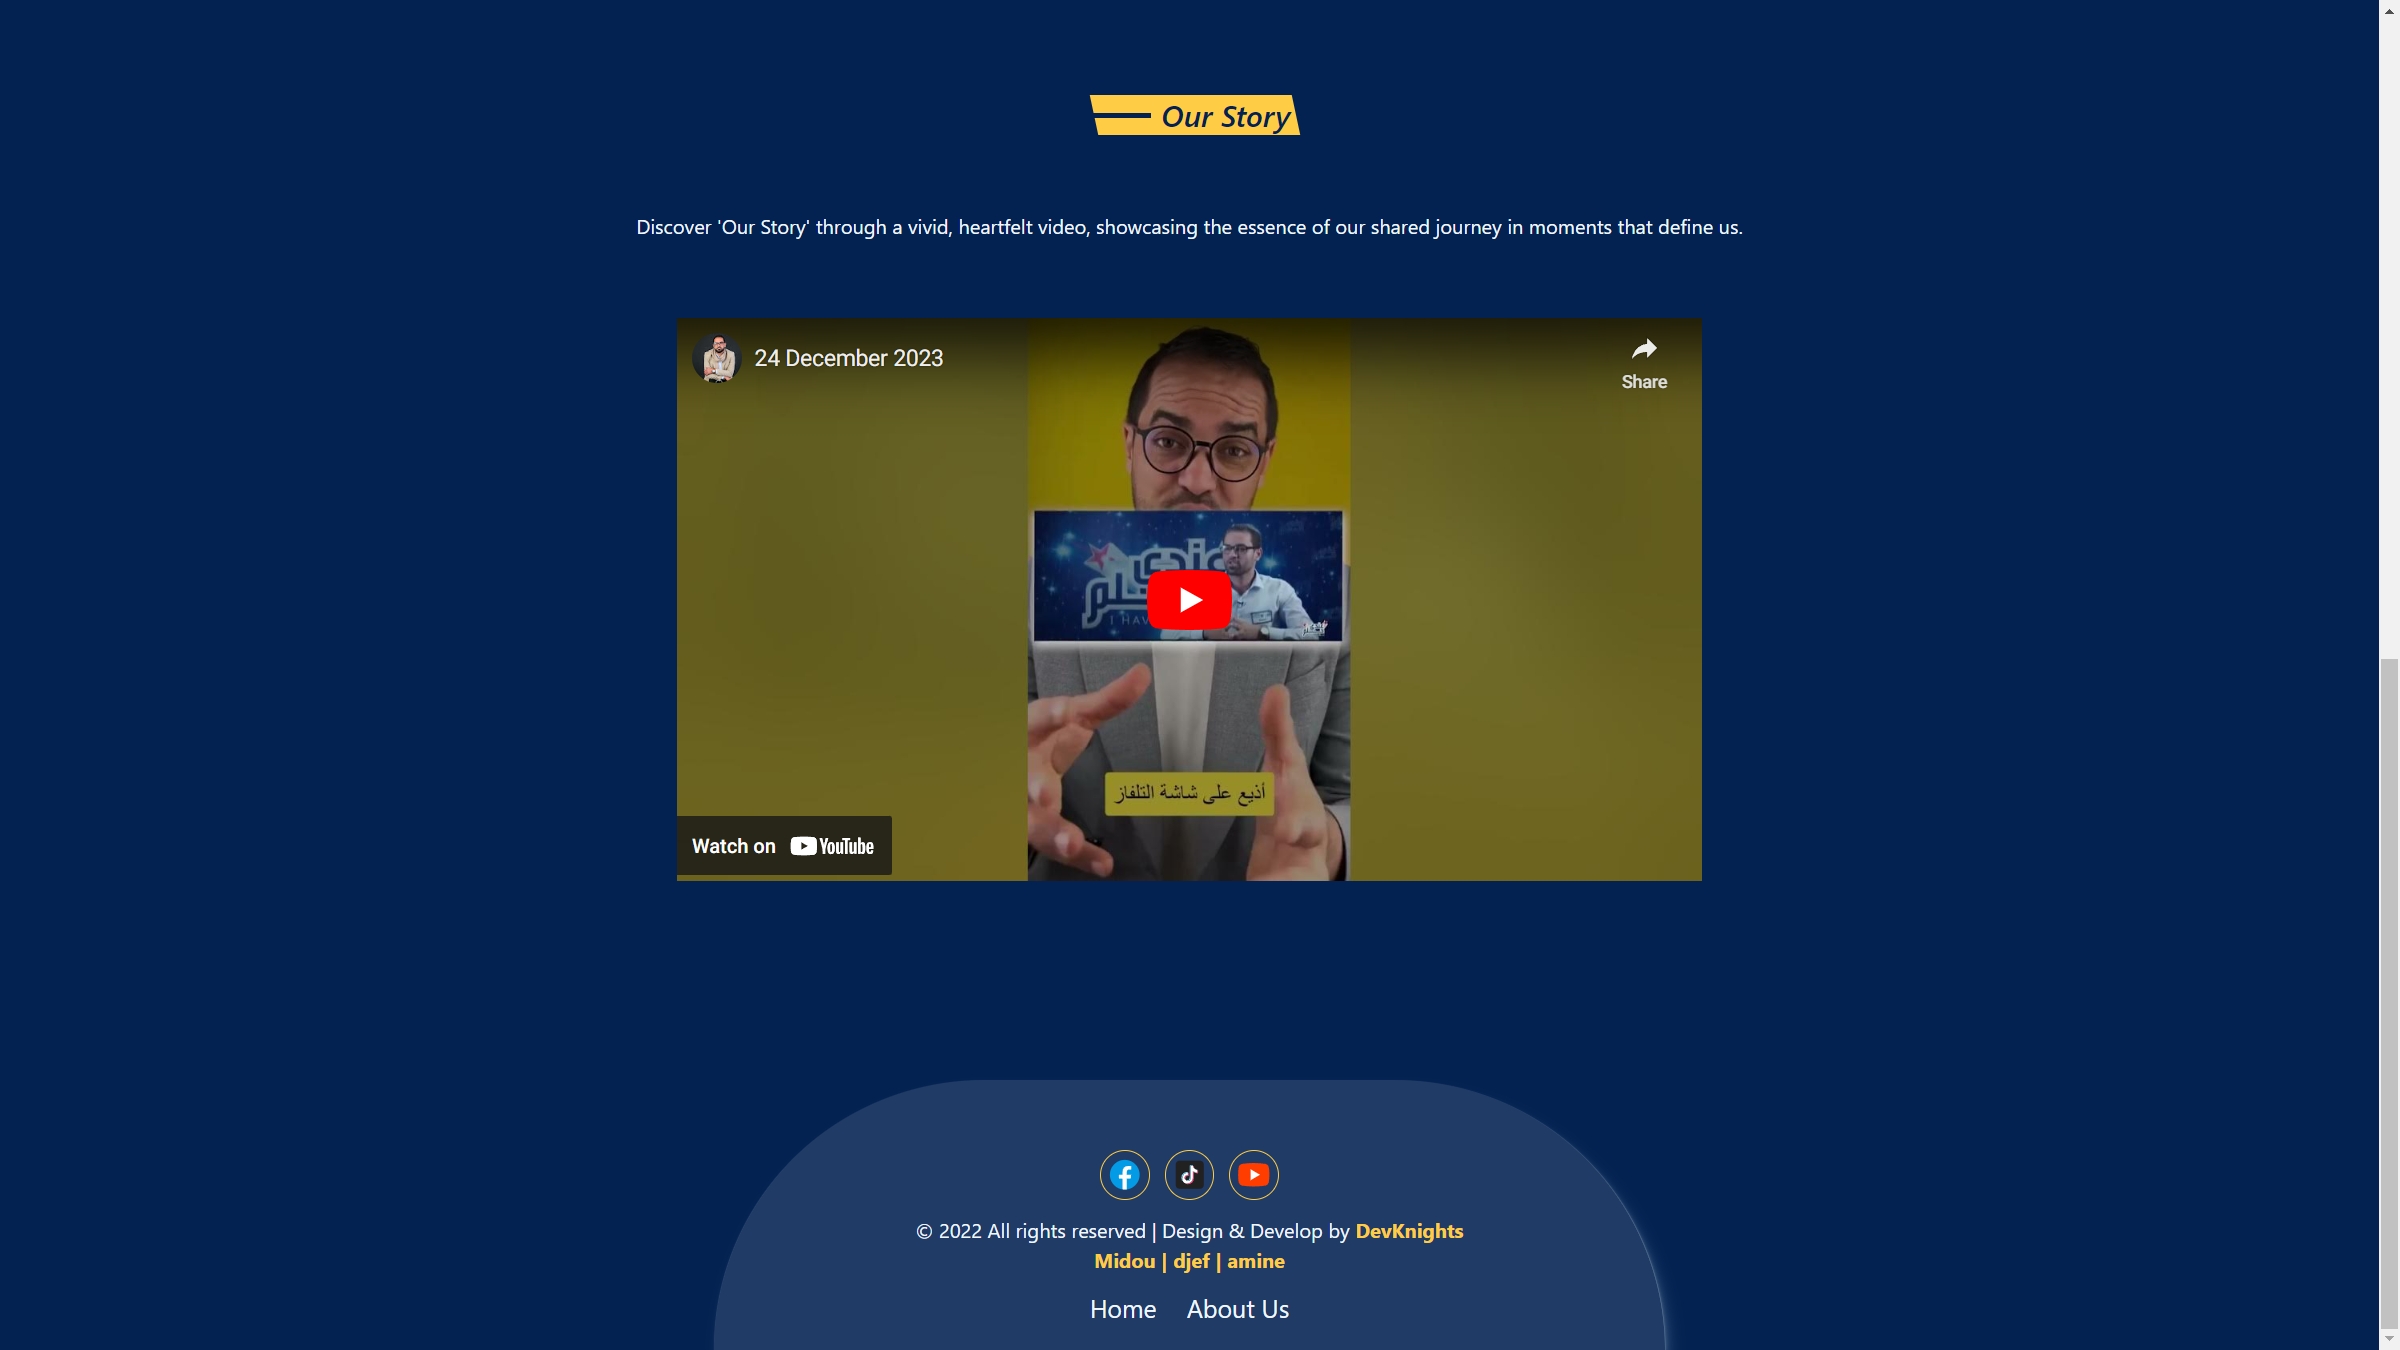 Our Story
Discover 'Our Story' through a vivid, heartfelt video, showcasing the essence of our shared journey in moments that define us.
24 December 2023
Share
I HAV
أذيع على شاشة التلفاز
Watch on YouTube
© 2022 All rights reserved | Design & Develop by DevKnights
Midou | djef | amine
Home About Us